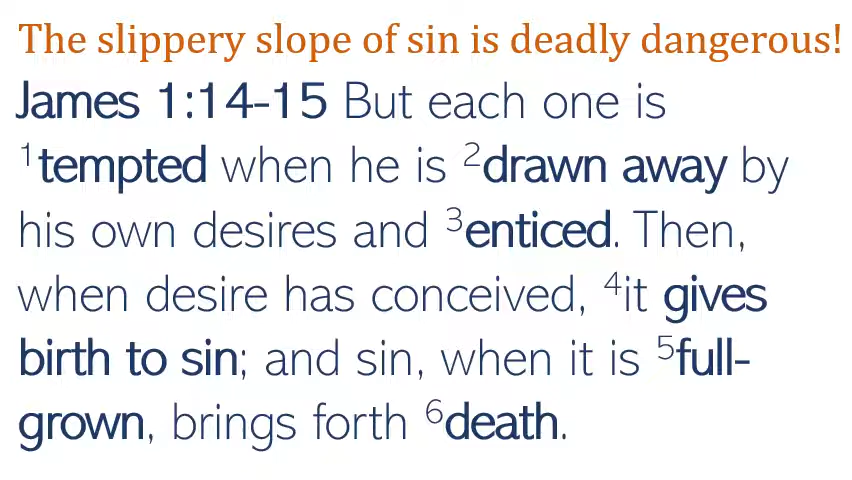 The slippery slope of sin is deadly dangerous!
James 1:14-15 But each one is
¹tempted when he is ²drawn away by
his own desires and ³enticed. Then,
when desire has conceived, ⁴it gives
birth to sin; and sin, when it is ⁵full-
grown, brings forth ⁶death.